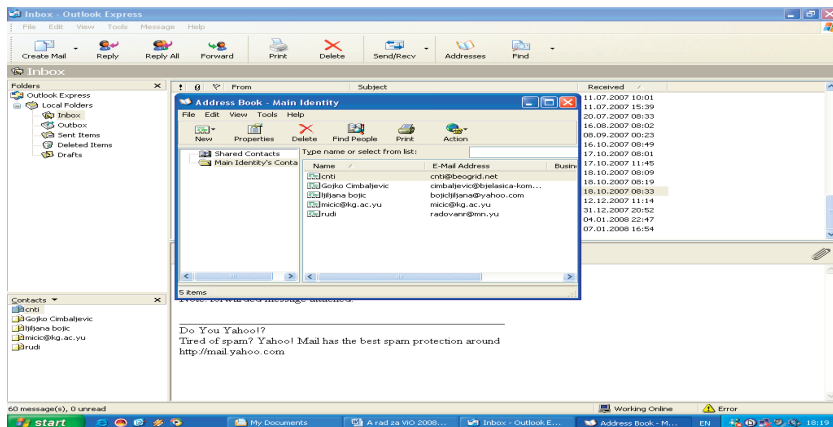 Inbox - Outlook Express
File Edit View Tools Message Help
Create Mail Reply Reply All Forward Print Delete Send/Recv Addresses Find
Inbox
Folders
Outlook Express
Local Folders
Inbox
Outbox
Sent Items
Deleted Items
Drafts
From Subject Received
11.07.2007 10:01
11.07.2007 15:39
20.07.2007 08:33
16.08.2007 08:02
08.09.2007 00:23
16.10.2007 08:49
17.10.2007 08:01
17.10.2007 11:45
18.10.2007 08:09
18.10.2007 08:19
18.10.2007 08:33
12.12.2007 11:14
31.12.2007 20:52
04.01.2008 22:47
07.01.2008 16:54
Address Book - Main Identity
File Edit View Tools Help
New Properties Delete Find People Print Action
Shared Contacts
Main Identity's Conta
Type name or select from list:
Name E-Mail Address Busin
cnti cnti@beogrid.net
Gojko Cimbaljevic cimbaljevic@bjelasica-kom...
ljiljana bojic bojicljiljana@yahoo.com
micic@kg.ac.yu micic@kg.ac.yu
rudi radovanr@mn.yu
5 items
Note: forwarded message attached.
Do You Yahoo!?
Tired of spam? Yahoo! Mail has the best spam protection around
http://mail.yahoo.com
Contacts
cnti
Gojko Cimbaljevic
ljiljana bojic
micic@kg.ac.yu
rudi
60 message(s), 0 unread
Working Online
Error
start
My Documents
A rad za ViO 2008...
Inbox - Outlook E...
Address Book - M...
EN
18:19